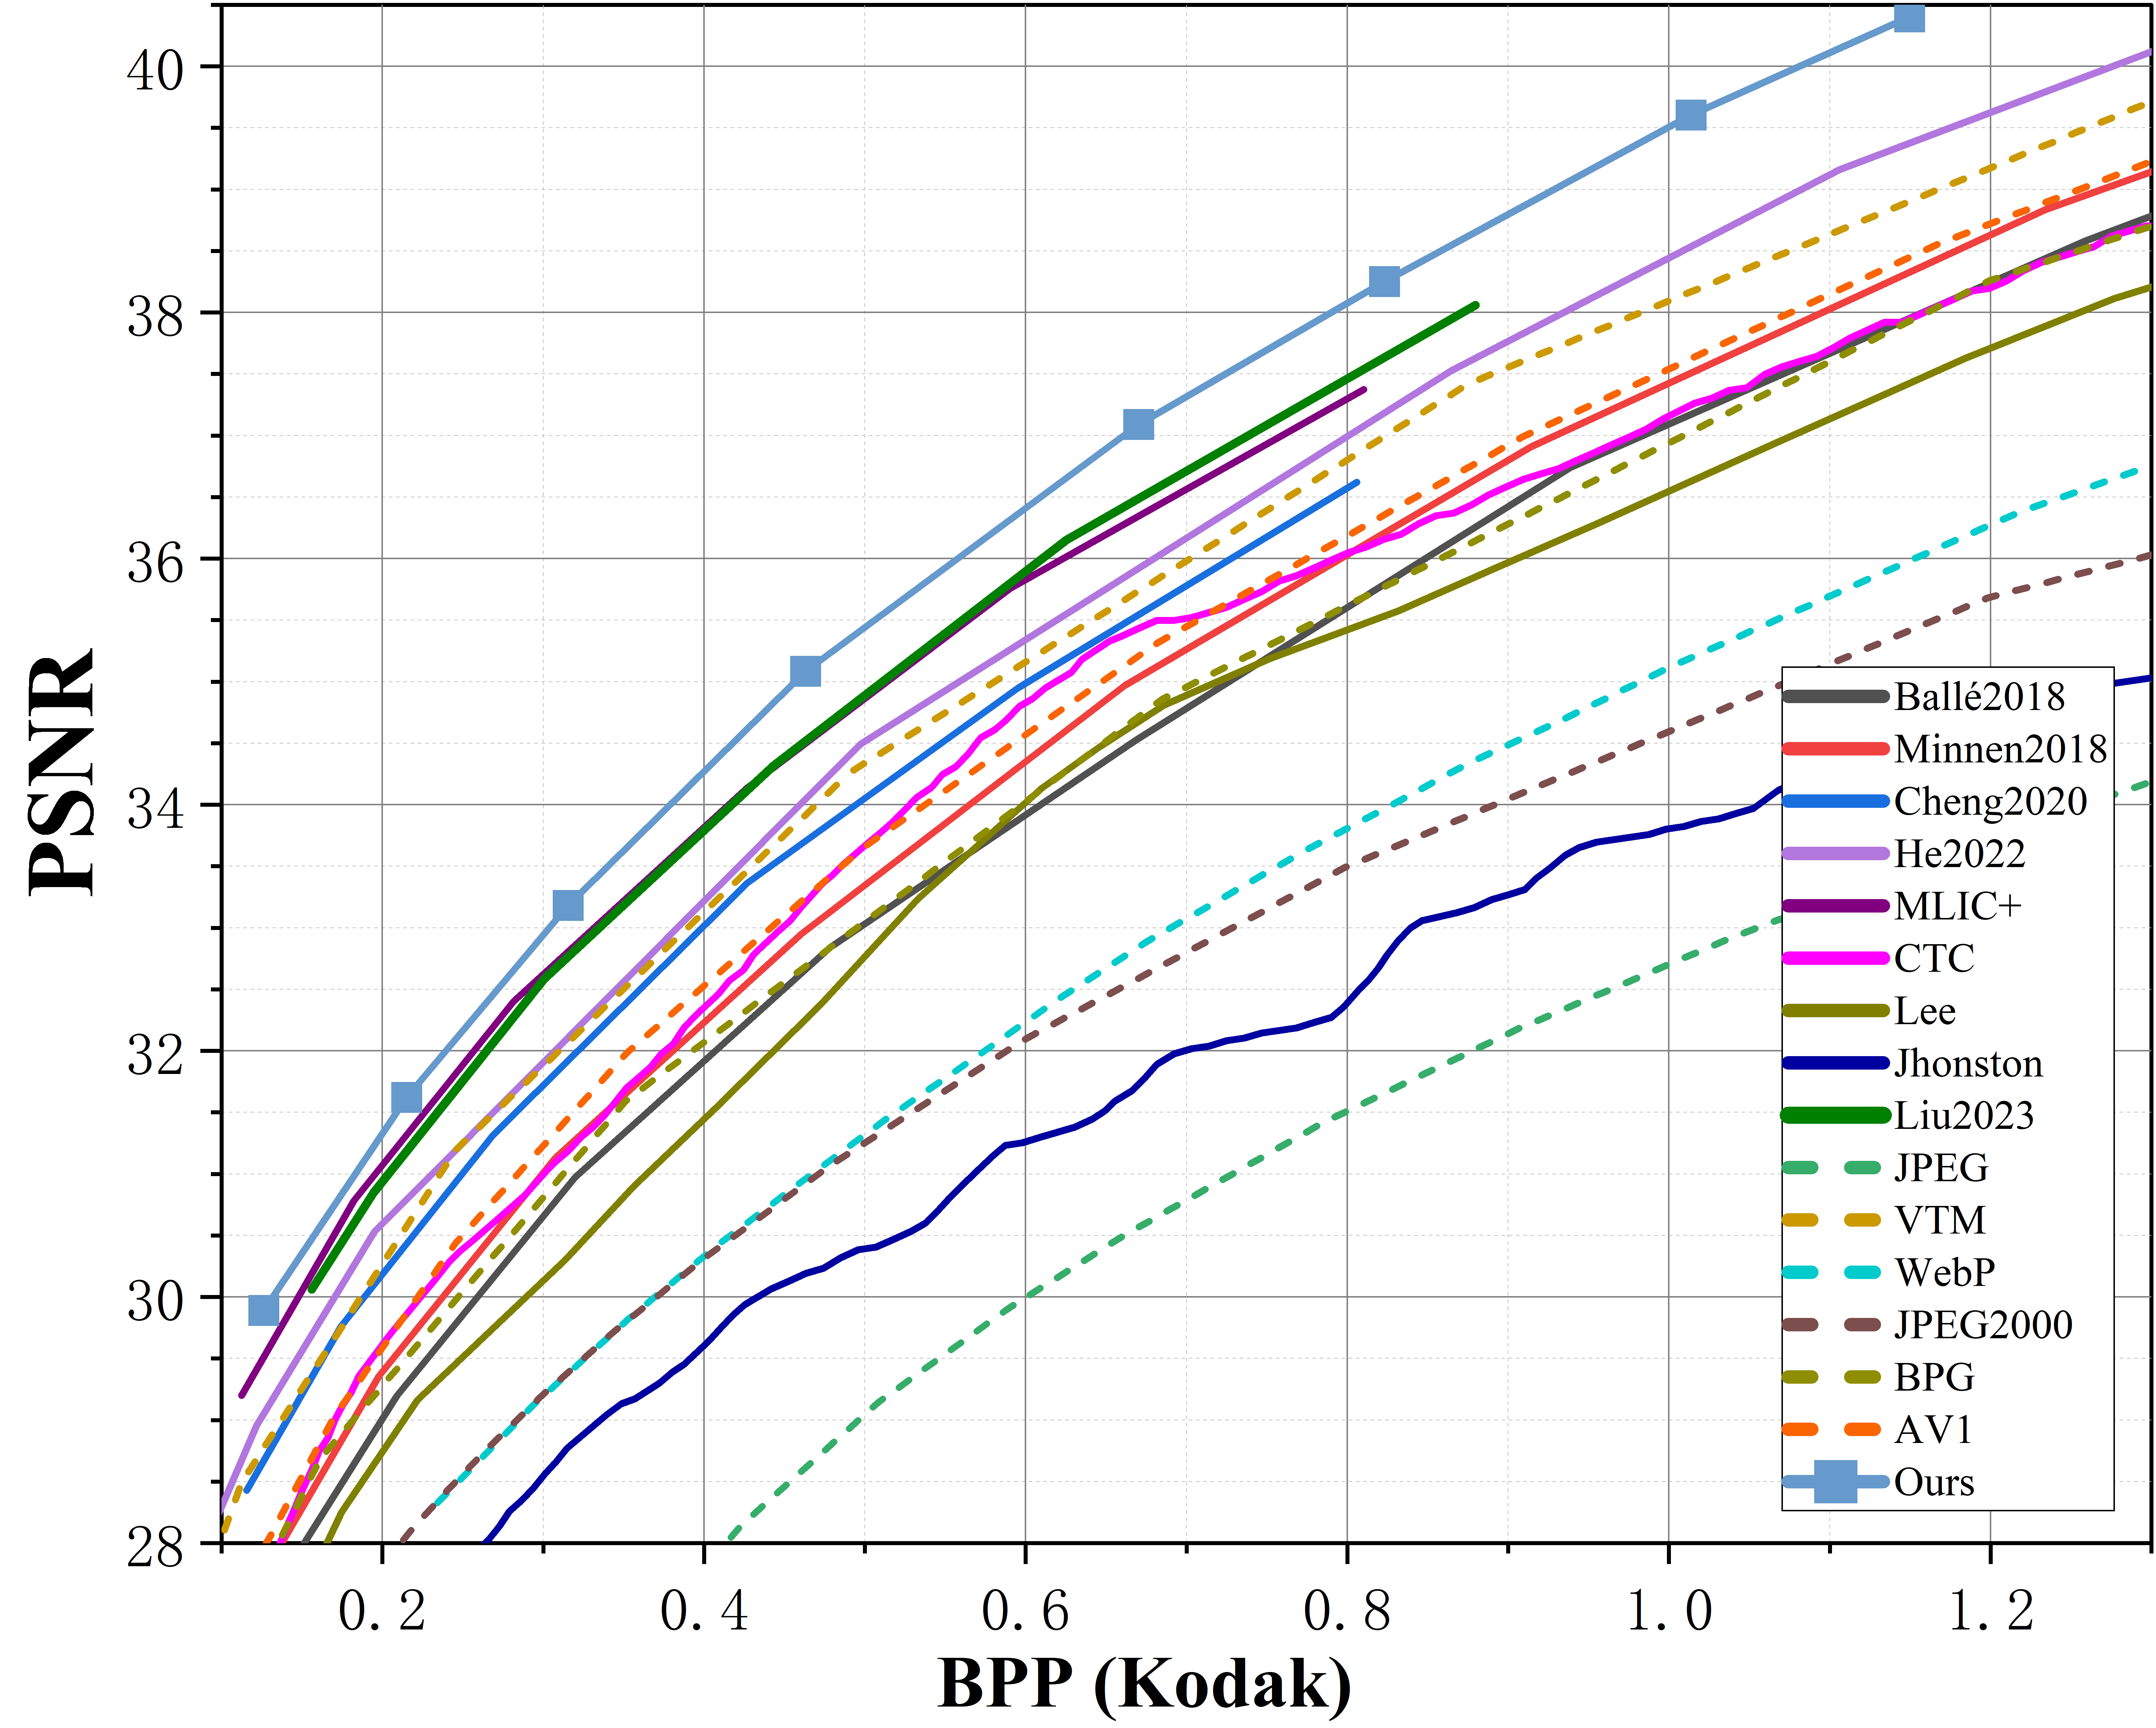 PSNR
40
38
36
34
32
30
28
0.2 0.4 0.6 0.8 1.0 1.2
BPP (Kodak)
Ballé2018
Minnen2018
Cheng2020
He2022
MLIC+
CTC
Lee
Jhonston
Liu2023
JPEG
VTM
WebP
JPEG2000
BPG
AV1
Ours